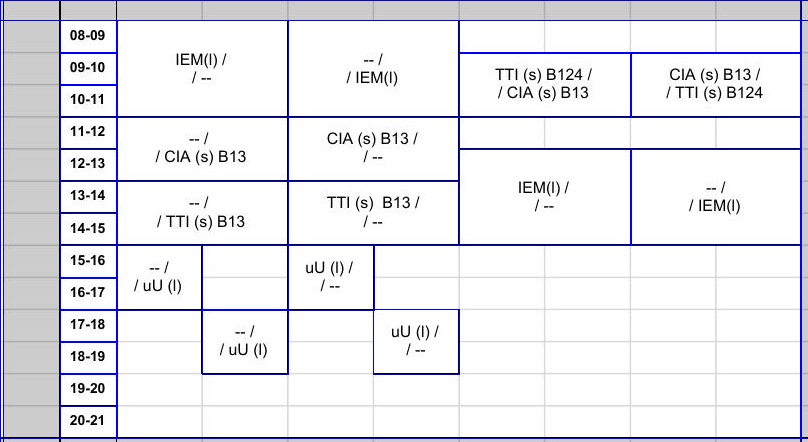 08-09
IEM(l) /
/ --
-- /
/ IEM(l)
09-10
TTI (s) B124 /
/ CIA (s) B13
CIA (s) B13 /
/ TTI (s) B124
10-11
11-12
-- /
/ CIA (s) B13
CIA (s) B13 /
/ --
12-13
IEM(l) /
/ --
-- /
/ IEM(l)
13-14
-- /
/ TTI (s) B13
TTI (s) B13 /
/ --
14-15
15-16
-- /
/ uU (l)
uU (l) /
/ --
16-17
17-18
-- /
/ uU (l)
uU (l) /
/ --
18-19
19-20
20-21